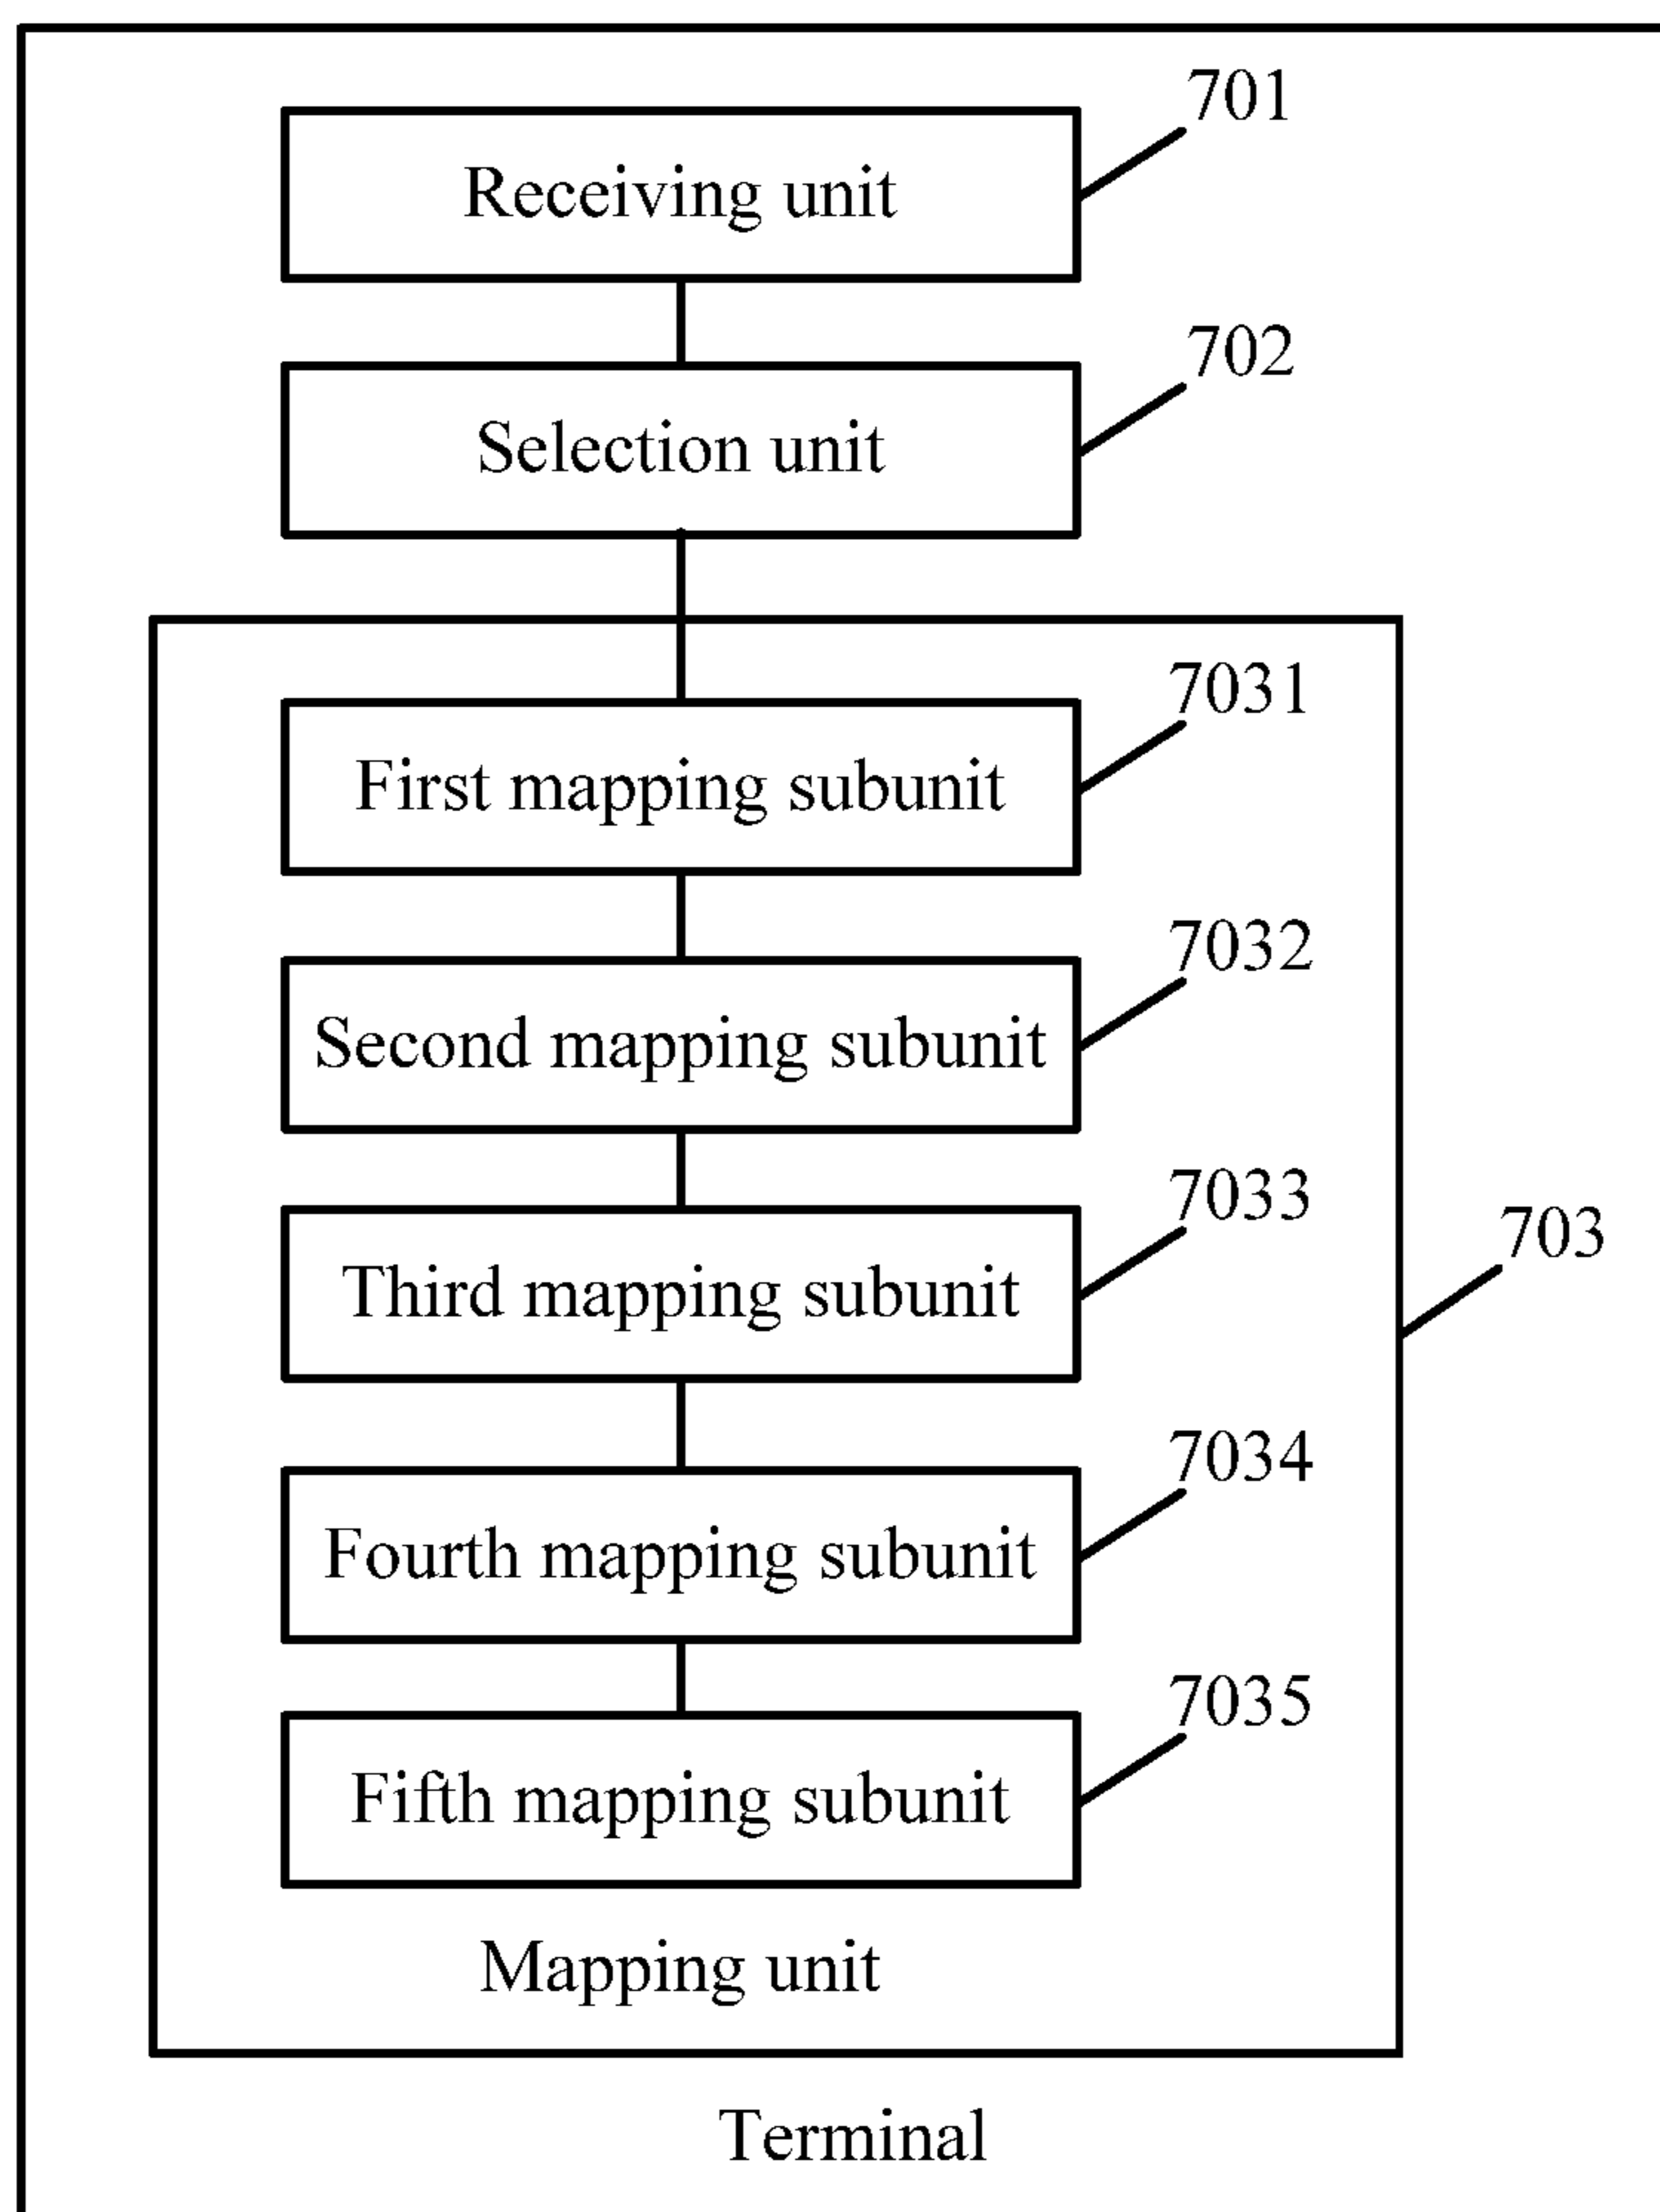 701
Receiving unit
702
Selection unit
7031
First mapping subunit
7032
Second mapping subunit
7033
703
Third mapping subunit
7034
Fourth mapping subunit
7035
Fifth mapping subunit
Mapping unit
Terminal